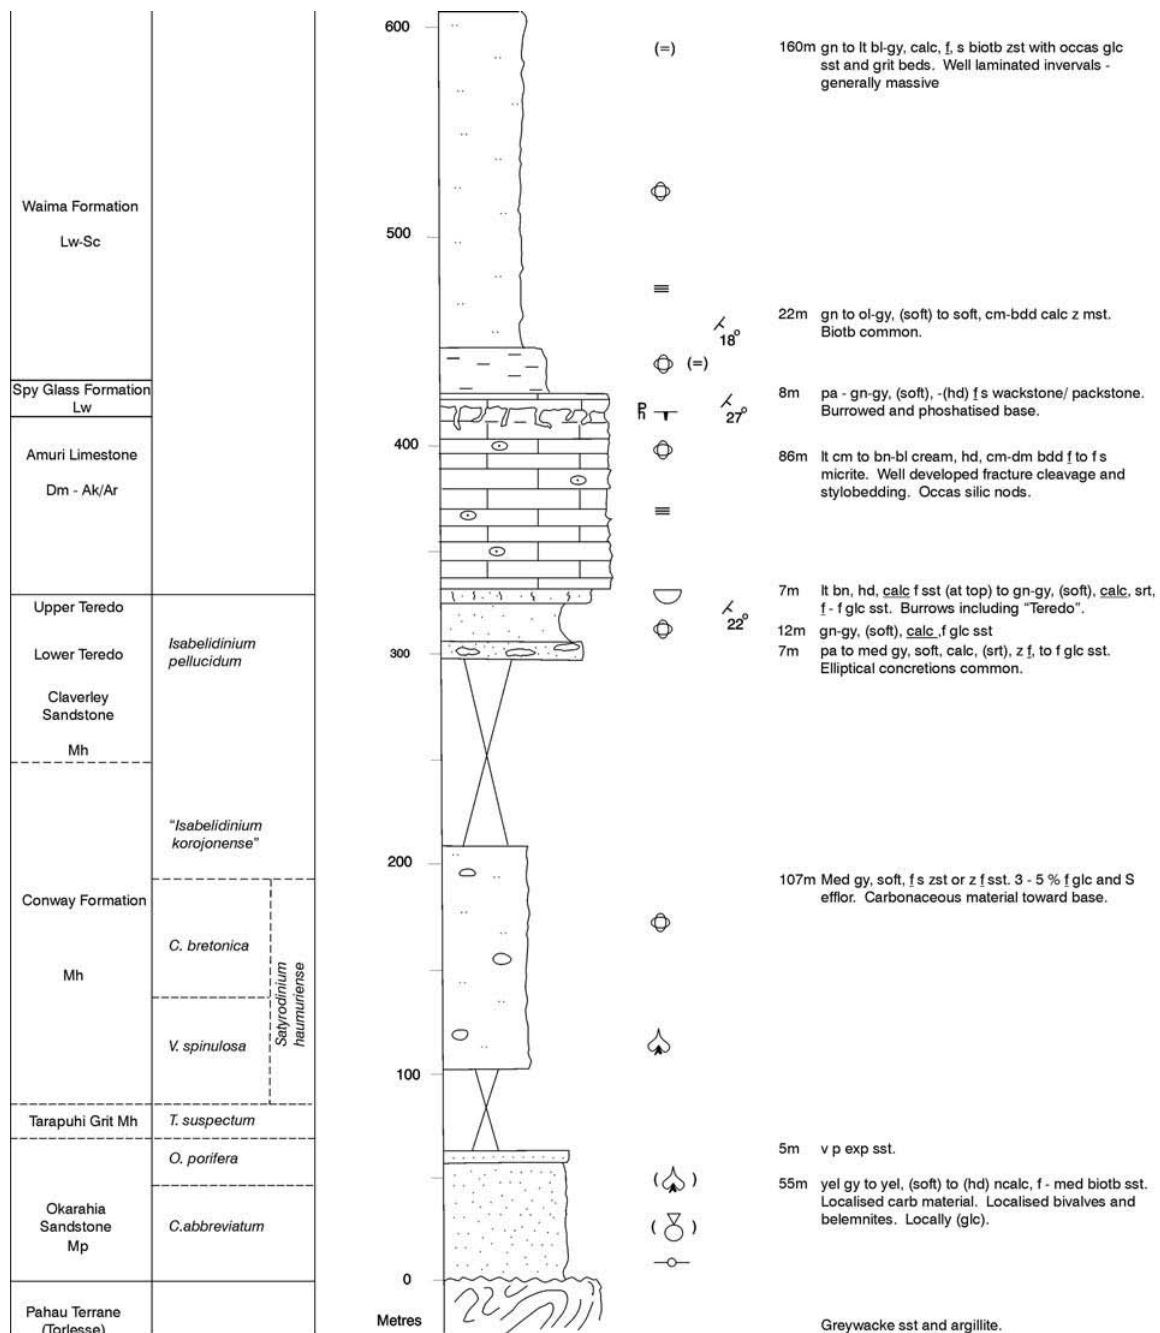 600
500
400
300
200
100
0
Metres
Waima Formation
Lw-Sc
Spy Glass Formation
Lw
Amuri Limestone
Dm - Ak/Ar
Upper Teredo
Lower Teredo
Claverley
Sandstone
Mh
Conway Formation
Mh
Tarapuhi Grit Mh
Okarahia
Sandstone
Mp
Pahau Terrane
(Torlesse)
Isabelidinium
pellucidum
"Isabelidinium
korojonense"
C. bretonica
V. spinulosa
Satyrodinium
haumuriense
T. suspectum
O. porifera
C.abbreviatum
(=)
18°
(=)
P
h
27°
22°
160m gn to lt bl-gy, calc, f, s biotb zst with occas glc
sst and grit beds. Well laminated invervals -
generally massive
22m gn to ol-gy, (soft) to soft, cm-bdd calc z mst.
Biotb common.
8m pa - gn-gy, (soft), -(hd) f s wackstone/ packstone.
Burrowed and phoshatised base.
86m lt cm to bn-bl cream, hd, cm-dm bdd f to f s
micrite. Well developed fracture cleavage and
stylobedding. Occas silic nods.
7m lt bn, hd, calc f sst (at top) to gn-gy, (soft), calc, srt,
f - f glc sst. Burrows including "Teredo".
12m gn-gy, (soft), calc ,f glc sst
7m pa to med gy, soft, calc, (srt), z f, to f glc sst.
Elliptical concretions common.
107m Med gy, soft, f s zst or z f sst. 3 - 5 % f glc and S
efflor. Carbonaceous material toward base.
5m v p exp sst.
55m yel gy to yel, (soft) to (hd) ncalc, f - med biotb sst.
Localised carb material. Localised bivalves and
belemnites. Locally (glc).
Greywacke sst and argillite.